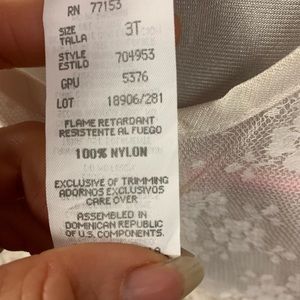 RN 77153
SIZE 3T
TALLA
STYLE 704953
ESTILO
GPU 5376
LOT 18906/281
FLAME RETARDANT
RESISTENTE AL FUEGO
100% NYLON
EXCLUSIVE OF TRIMMING
ADORNOS EXCLUSIVOS
CARE OVER
ASSEMBLED IN
DOMINICAN REPUBLIC
OF U.S. COMPONENTS.